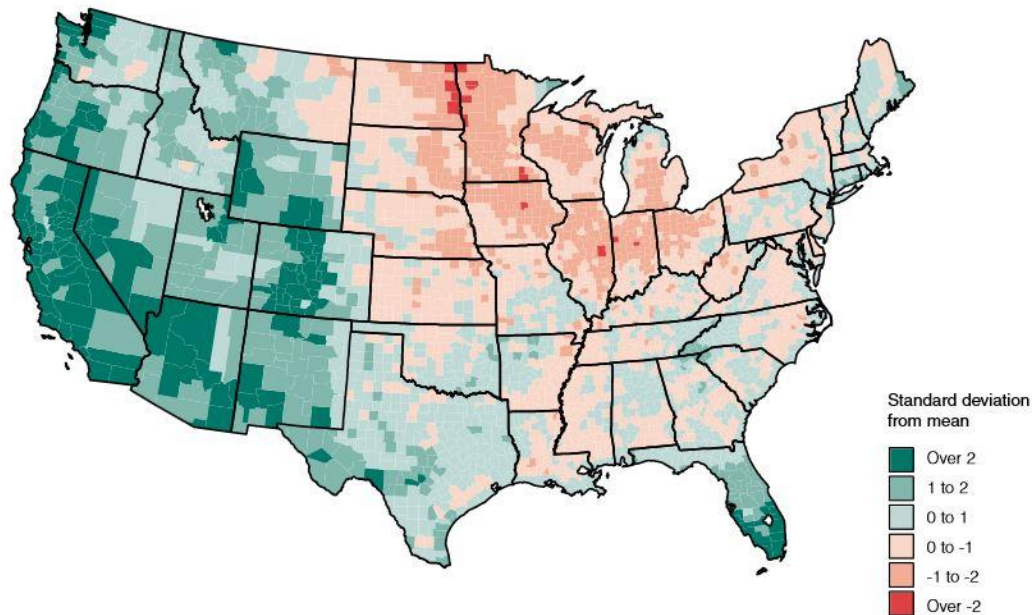 Standard deviation
from mean
Over 2
1 to 2
0 to 1
0 to -1
-1 to -2
Over -2